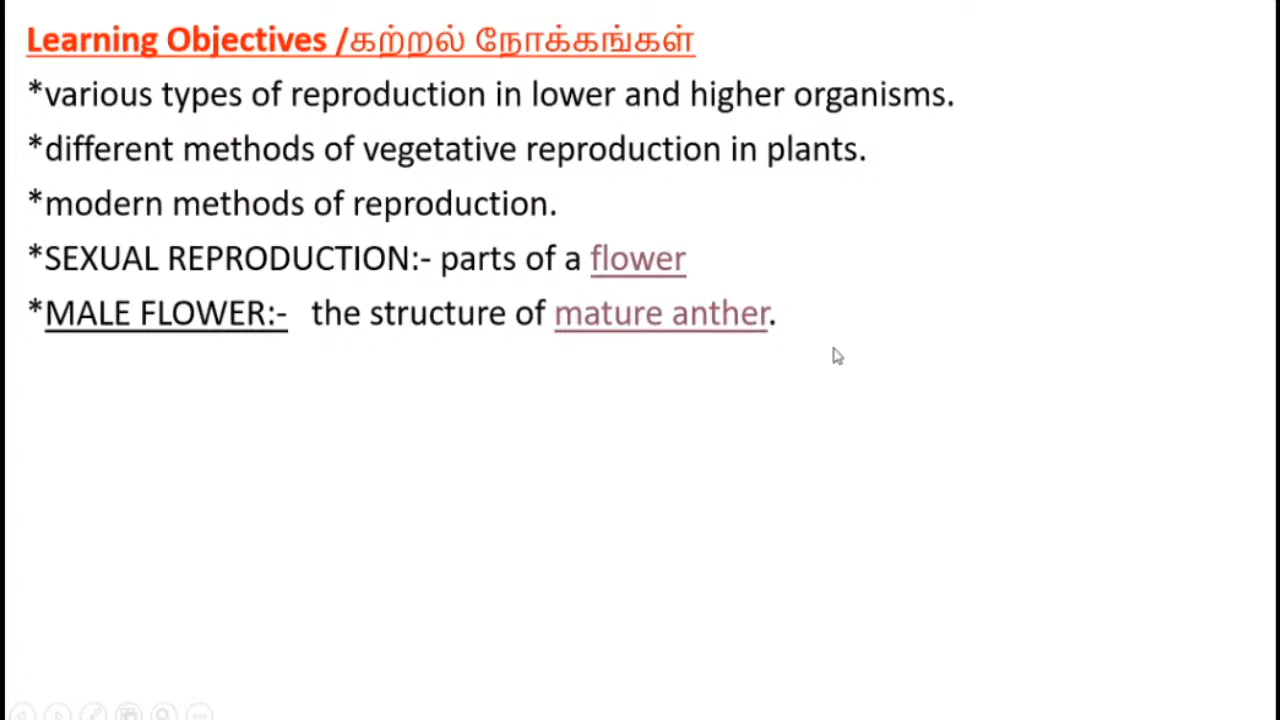 Learning Objectives /கற்றல் நோக்கங்கள்
*various types of reproduction in lower and higher organisms.
*different methods of vegetative reproduction in plants.
*modern methods of reproduction.
*SEXUAL REPRODUCTION:- parts of a flower
*MALE FLOWER:- the structure of mature anther.